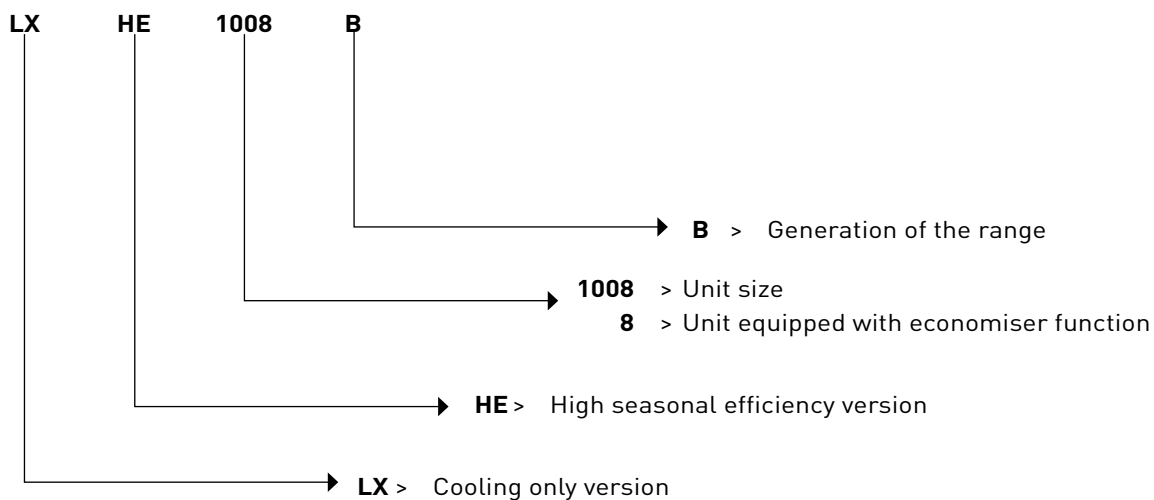 LX HE 1008 B
B > Generation of the range
1008 > Unit size
8 > Unit equipped with economiser function
HE > High seasonal efficiency version
LX > Cooling only version